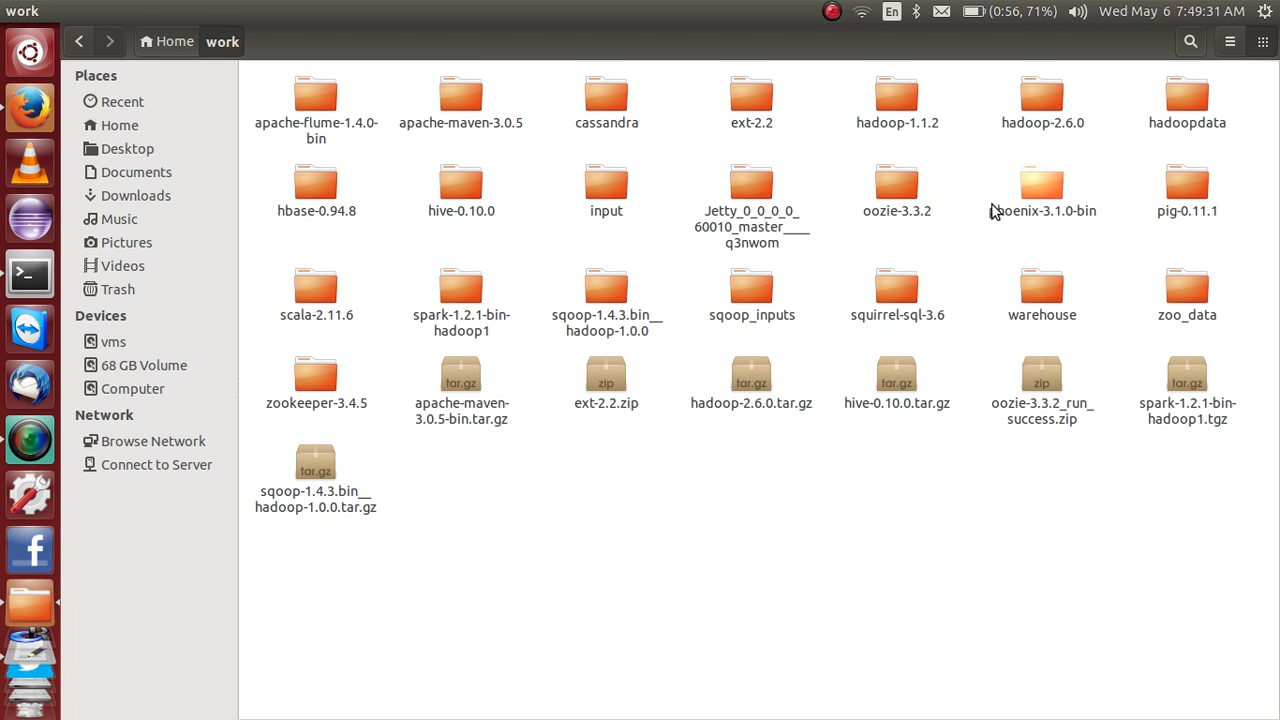 work
En
(0:56, 71%)
Wed May 6 7:49:31 AM
Home
work
Places
Recent
Home
Desktop
Documents
Downloads
Music
Pictures
Videos
Trash
Devices
vms
68 GB Volume
Computer
Network
Browse Network
Connect to Server
apache-flume-1.4.0-
bin
apache-maven-3.0.5
cassandra
ext-2.2
hadoop-1.1.2
hadoop-2.6.0
hadoopdata
hbase-0.94.8
hive-0.10.0
input
Jetty_0_0_0_0_
60010_master____
q3nwom
oozie-3.3.2
phoenix-3.1.0-bin
pig-0.11.1
scala-2.11.6
spark-1.2.1-bin-
hadoop1
sqoop-1.4.3.bin__
hadoop-1.0.0
sqoop_inputs
squirrel-sql-3.6
warehouse
zoo_data
zookeeper-3.4.5
tar.gz
apache-maven-
3.0.5-bin.tar.gz
zip
ext-2.2.zip
tar.gz
hadoop-2.6.0.tar.gz
tar.gz
hive-0.10.0.tar.gz
zip
oozie-3.3.2_run_
success.zip
tar.gz
spark-1.2.1-bin-
hadoop1.tgz
tar.gz
sqoop-1.4.3.bin__
hadoop-1.0.0.tar.gz